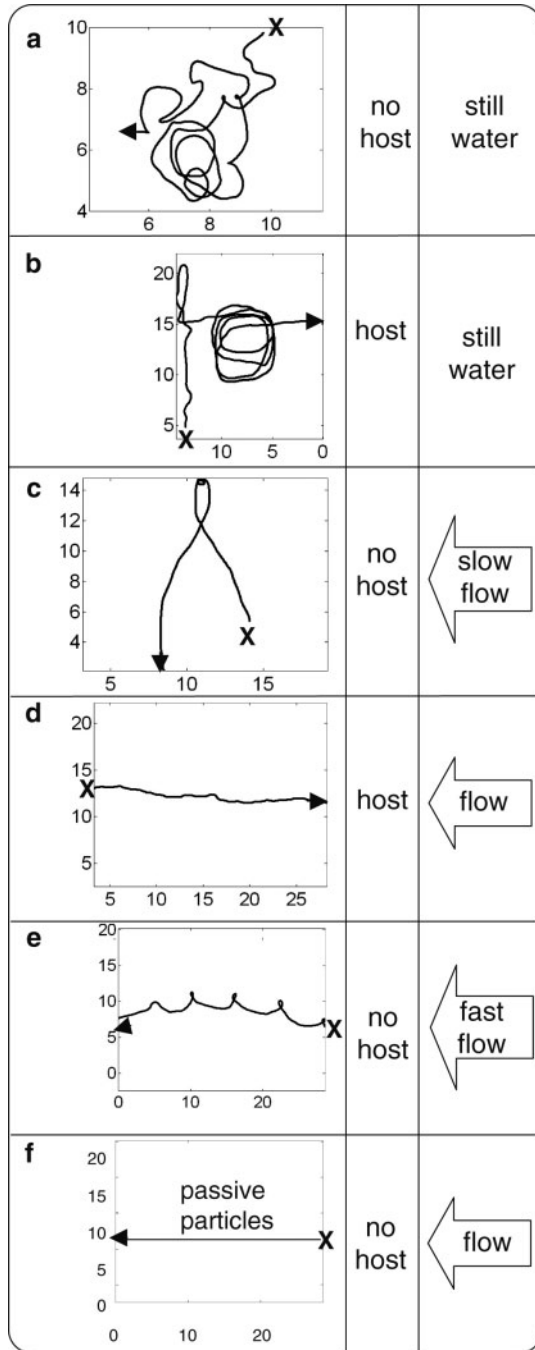 a
10
8
6
4
6 8 10
X
no
host
still
water
b
20
15
10
5
10 5 0
X
host
still
water
c
14
12
10
8
6
4
5 10 15
X
no
host
slow
flow
d
20
15
10
5
5 10 15 20 25
X
host
flow
e
20
15
10
5
0
0 20
X
no
host
fast
flow
f
20
15
10
5
0
0 20
passive
particles
X
no
host
flow